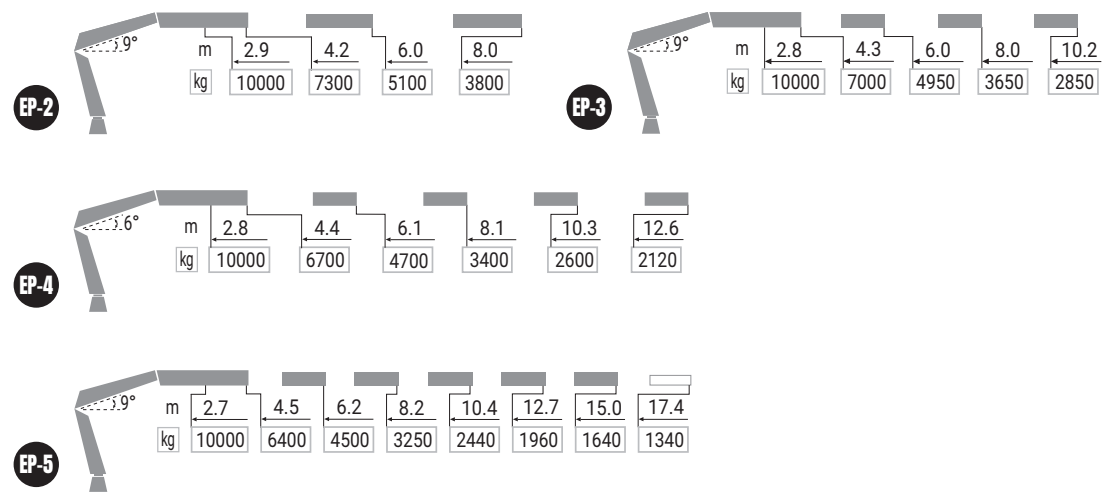 9°
m 2.9 4.2 6.0 8.0
kg 10000 7300 5100 3800
EP-2
9°
m 2.8 4.3 6.0 8.0 10.2
kg 10000 7000 4950 3650 2850
EP-3
6°
m 2.8 4.4 6.1 8.1 10.3 12.6
kg 10000 6700 4700 3400 2600 2120
EP-4
9°
m 2.7 4.5 6.2 8.2 10.4 12.7 15.0 17.4
kg 10000 6400 4500 3250 2440 1960 1640 1340
EP-5